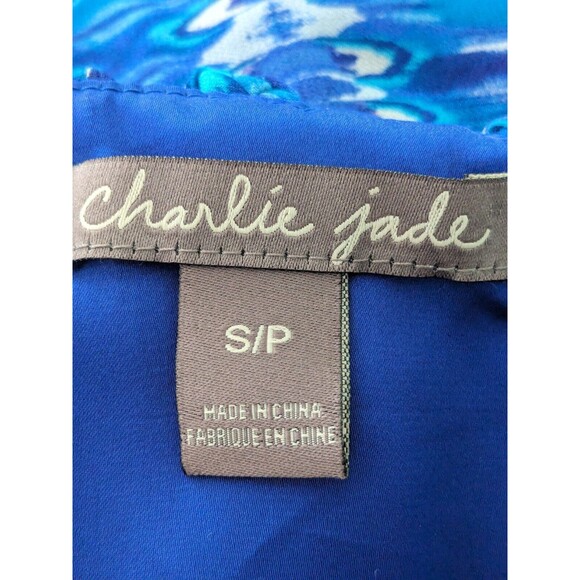 charlie jade
S/P
MADE IN CHINA
FABRIQUE EN CHINE